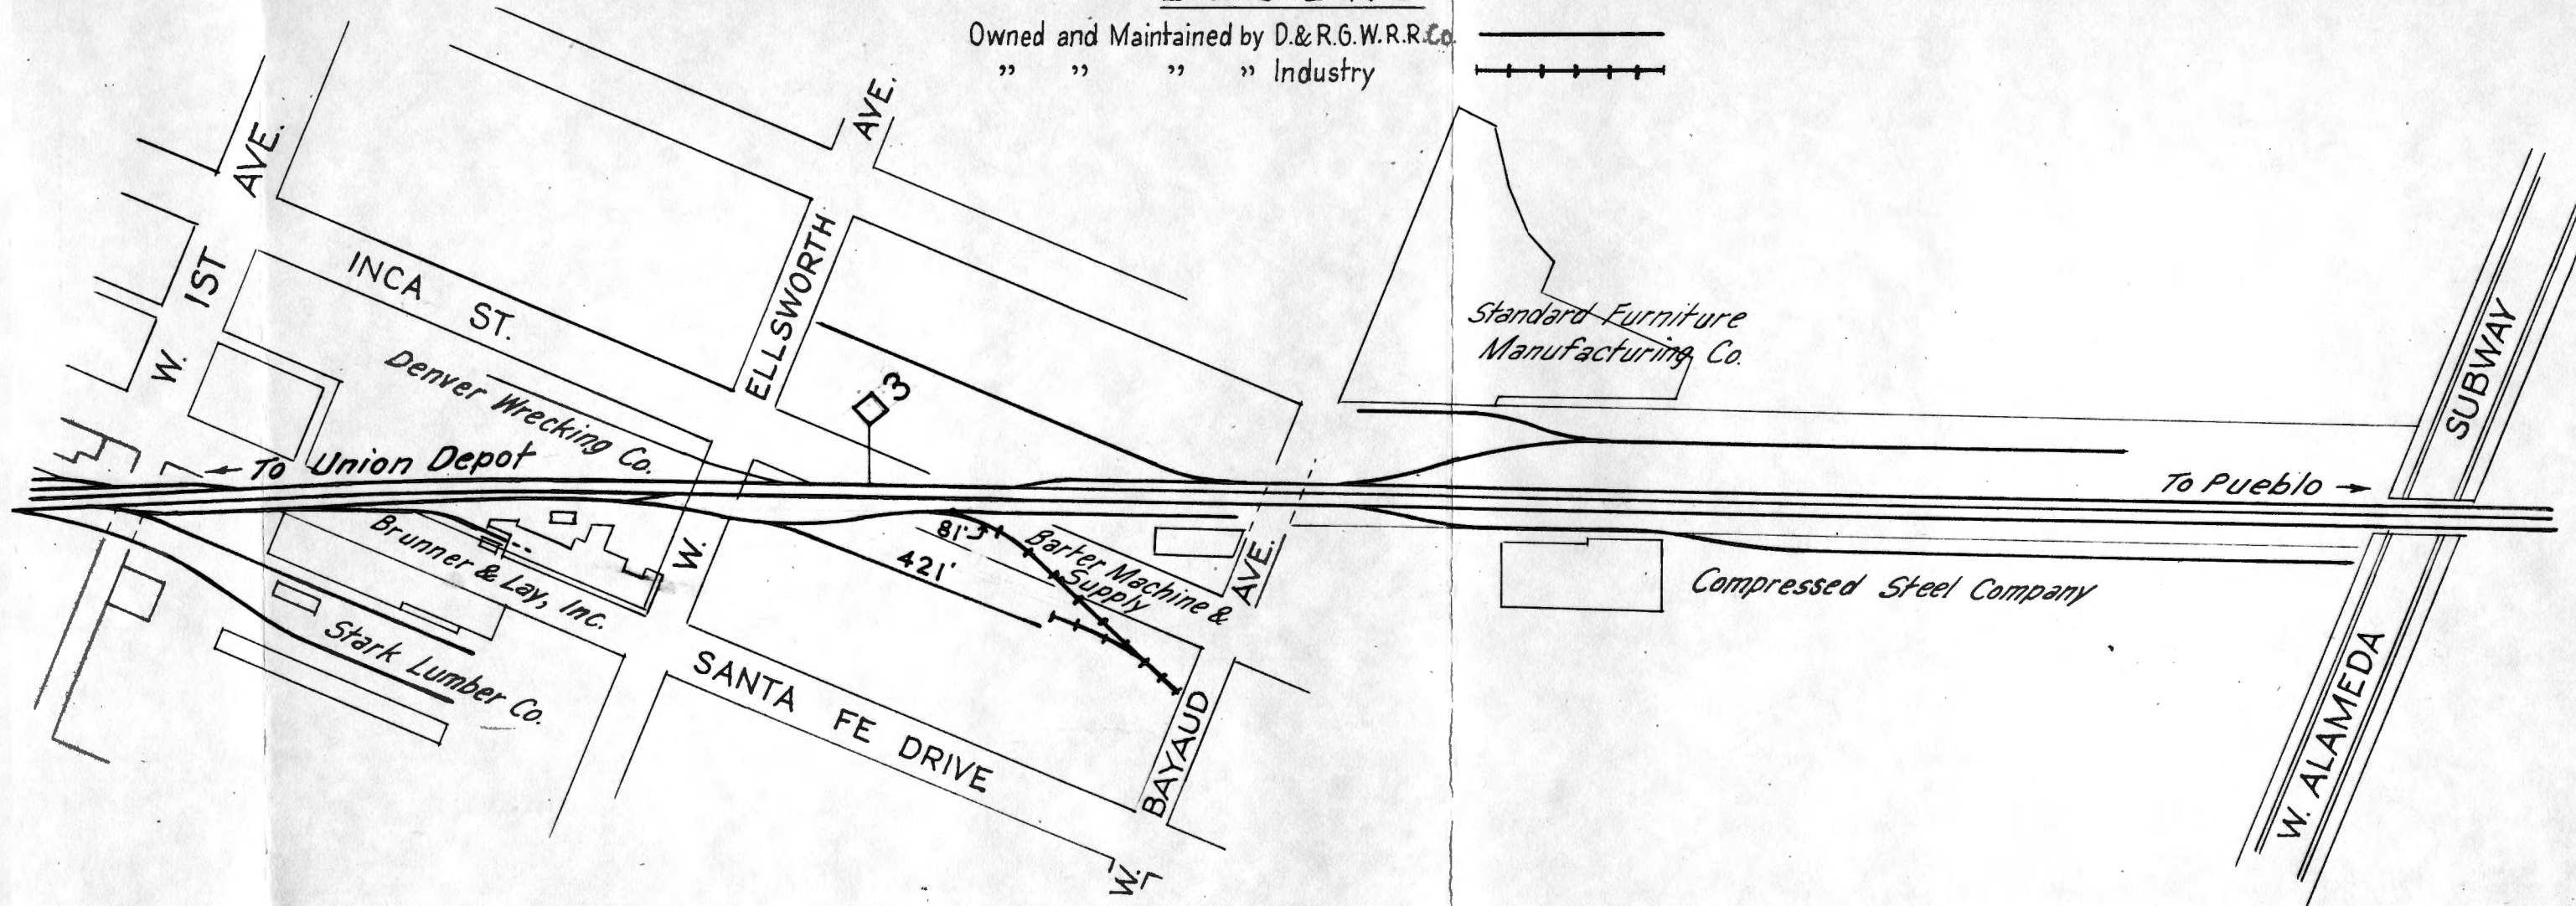 Owned and Maintained by D.&R.G.W.R.R.Co.
" " " " Industry
AVE.
AVE.
W. 1ST
INCA ST.
ELLSWORTH
3
Denver Wrecking Co.
← To Union Depot
Standard Furniture
Manufacturing Co.
SUBWAY
To Pueblo →
Brunner & Lay, Inc.
W.
81'
421'
Barter Machine &
Supply
AVE.
Compressed Steel Company
Stark Lumber Co.
SANTA FE DRIVE
BAYAUD
W.
W. ALAMEDA